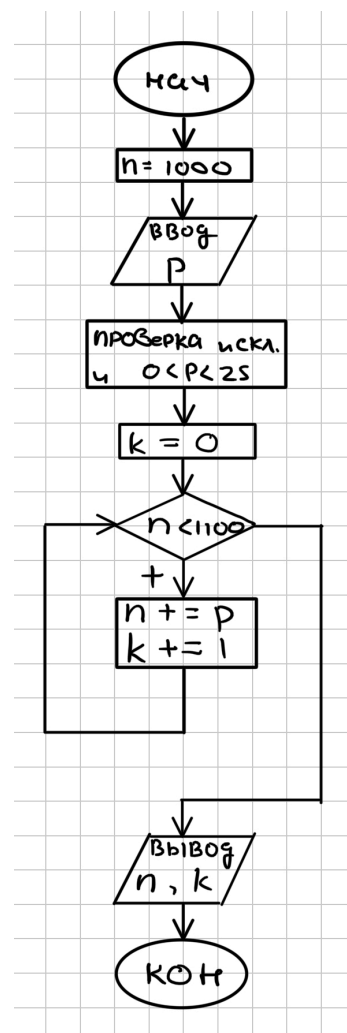 нач
n = 1000
ввод
p
проверка искл.
и 0 < p < 25
k = 0
n < 1100
+
n += p
k += 1
вывод
n, k
кон